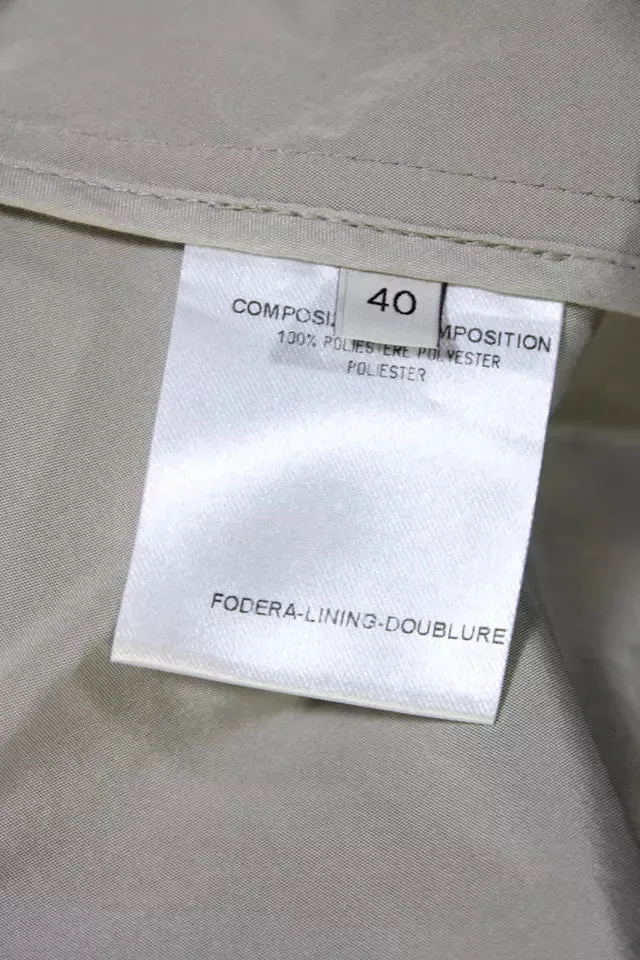 40
COMPOSI MPOSITION
100% POLIESTERE POLYESTER
POLIESTER
FODERA-LINING-DOUBLURE